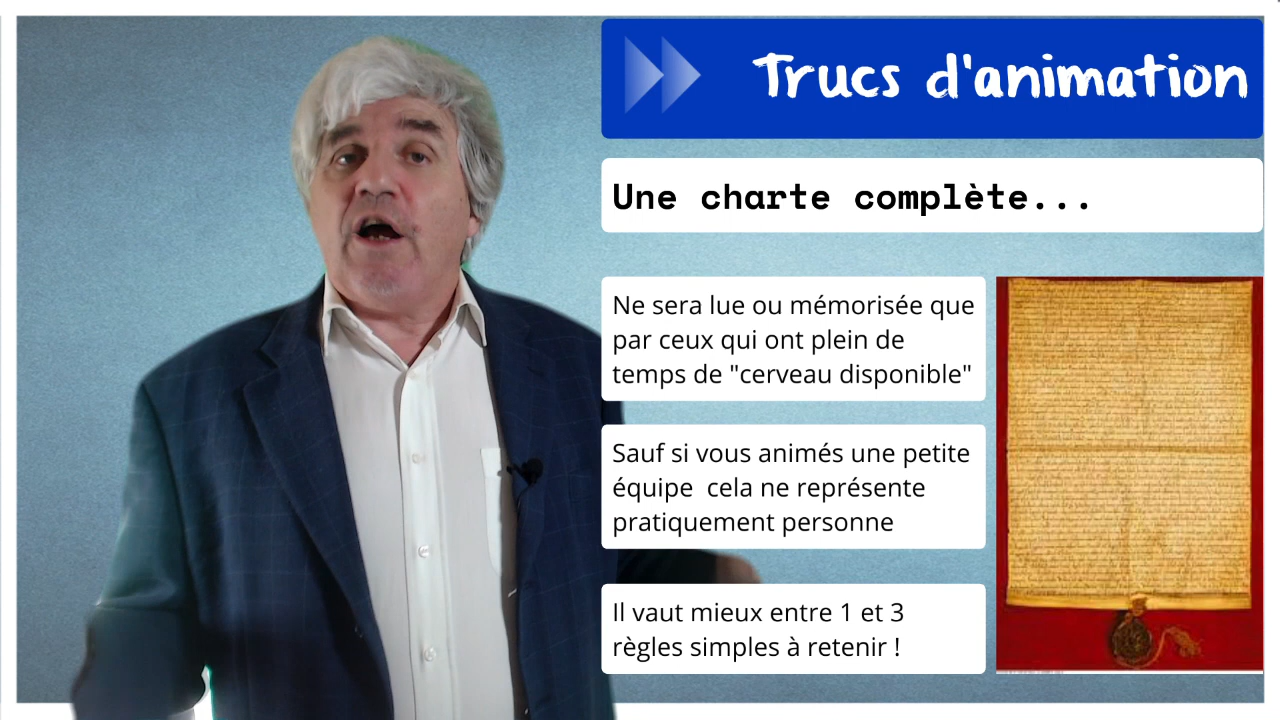 Trucs d'animation
Une charte complète...
Ne sera lue ou mémorisée que
par ceux qui ont plein de
temps de "cerveau disponible"
Sauf si vous animés une petite
équipe cela ne représente
pratiquement personne
Il vaut mieux entre 1 et 3
règles simples à retenir !